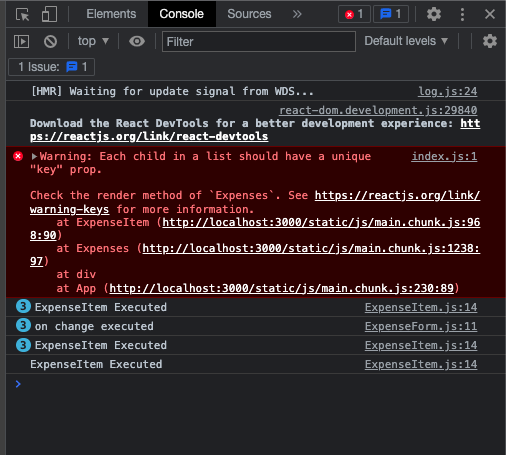 Elements Console Sources » 1 1
top Filter Default levels
1 Issue: 1
[HMR] Waiting for update signal from WDS... log.js:24
react-dom.development.js:29840
Download the React DevTools for a better development experience: htt
ps://reactjs.org/link/react-devtools
Warning: Each child in a list should have a unique index.js:1
"key" prop.
Check the render method of `Expenses`. See https://reactjs.org/link/
warning-keys for more information.
at ExpenseItem (http://localhost:3000/static/js/main.chunk.js:96
8:90)
at Expenses (http://localhost:3000/static/js/main.chunk.js:1238:
97)
at div
at App (http://localhost:3000/static/js/main.chunk.js:230:89)
3 ExpenseItem Executed ExpenseItem.js:14
3 on change executed ExpenseForm.js:11
3 ExpenseItem Executed ExpenseItem.js:14
ExpenseItem Executed ExpenseItem.js:14